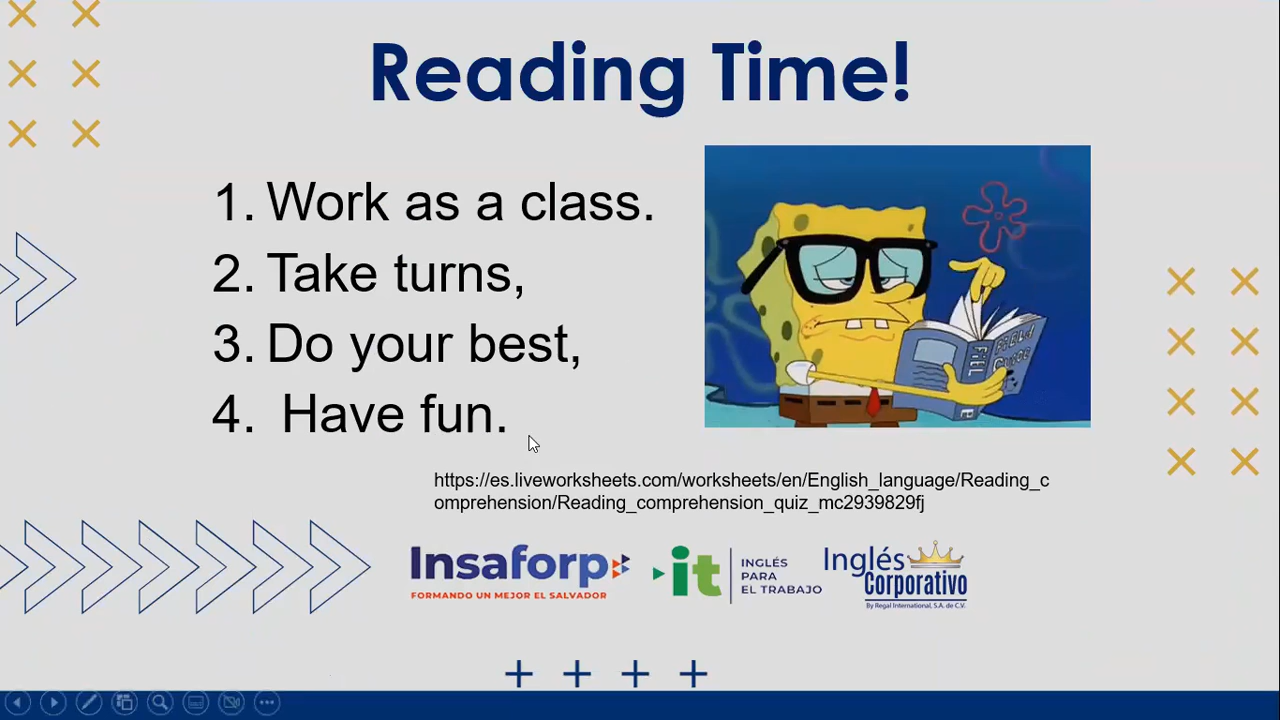 Reading Time!
1. Work as a class.
2. Take turns,
3. Do your best,
4. Have fun.
https://es.liveworksheets.com/worksheets/en/English_language/Reading_c
omprehension/Reading_comprehension_quiz_mc2939829fj
Insaforp
FORMANDO UN MEJOR EL SALVADOR
it
INGLÉS
PARA
EL TRABAJO
Inglés
Corporativo
By Regal International, S.A. de C.V.